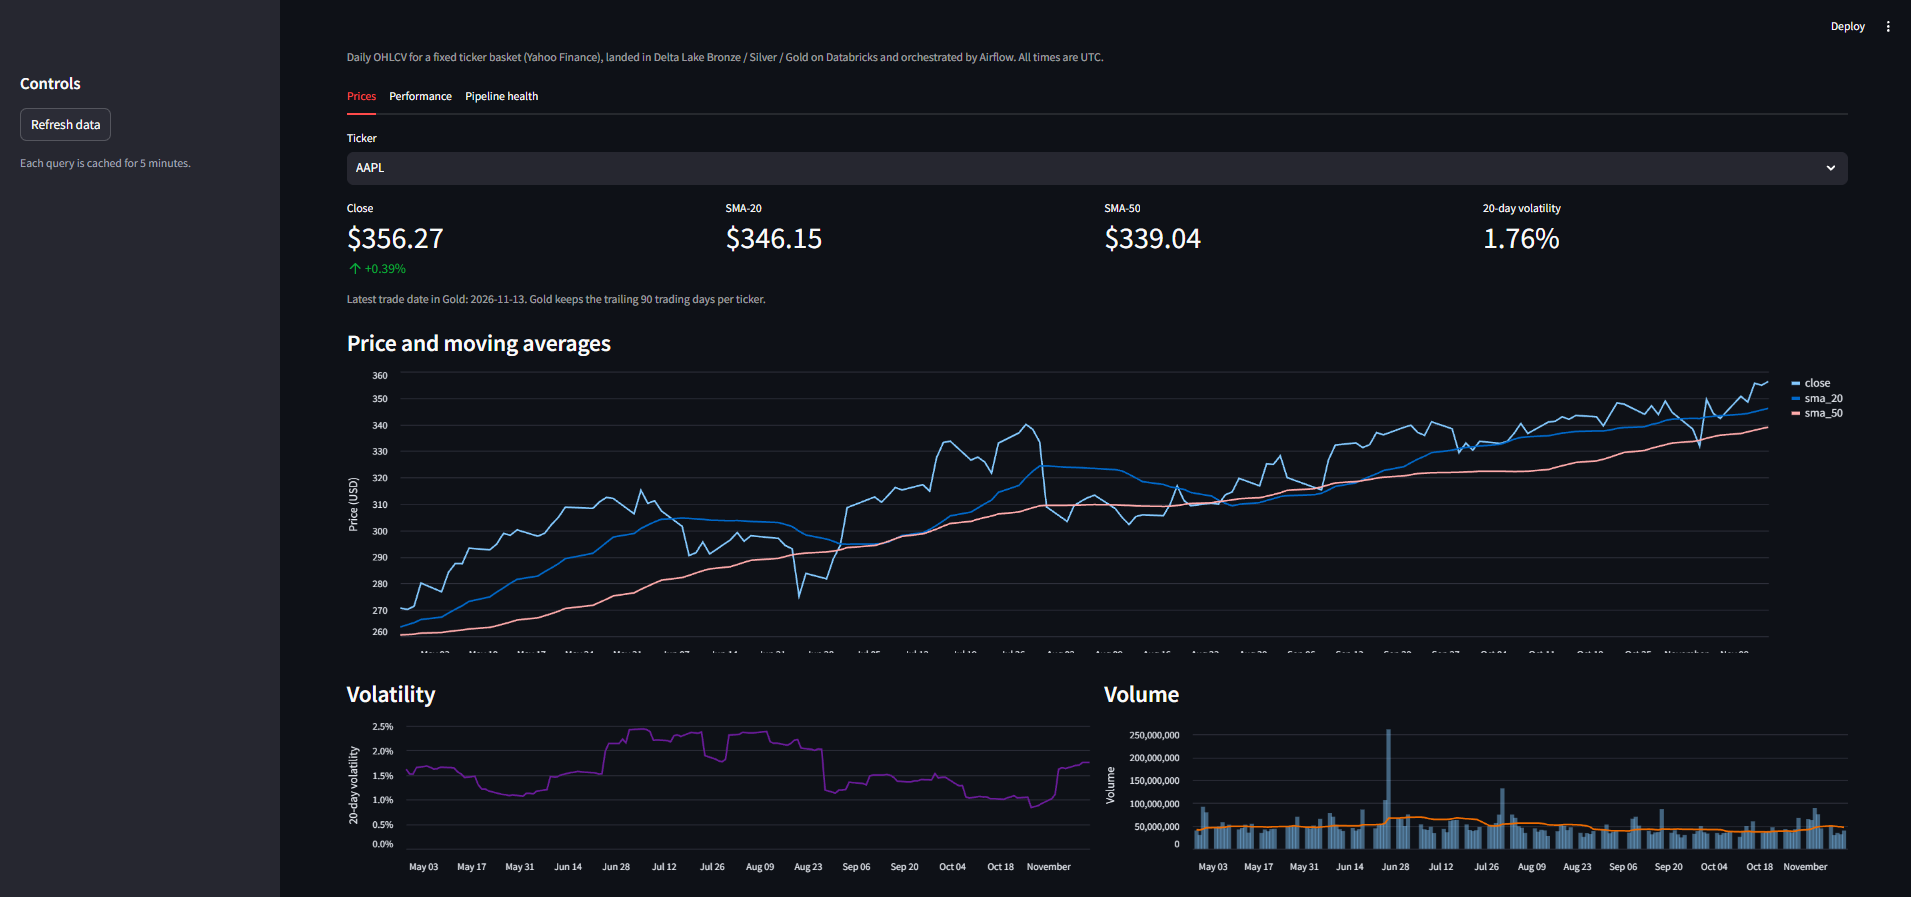 Deploy
Controls
Refresh data
Each query is cached for 5 minutes.
Daily OHLCV for a fixed ticker basket (Yahoo Finance), landed in Delta Lake Bronze / Silver / Gold on Databricks and orchestrated by Airflow. All times are UTC.
Prices Performance Pipeline health
Ticker
AAPL
Close SMA-20 SMA-50 20-day volatility
$356.27 $346.15 $339.04 1.76%
+0.39%
Latest trade date in Gold: 2026-11-13. Gold keeps the trailing 90 trading days per ticker.
Price and moving averages
360
350
340
330
320
310
300
290
280
270
260
Price (USD)
close
sma_20
sma_50
Volatility
2.5%
2.0%
1.5%
1.0%
0.5%
0.0%
20-day volatility
May 03 May 17 May 31 Jun 14 Jun 28 Jul 12 Jul 26 Aug 09 Aug 23 Sep 06 Sep 20 Oct 04 Oct 18 November
Volume
250,000,000
200,000,000
150,000,000
100,000,000
50,000,000
0
Volume
May 03 May 17 May 31 Jun 14 Jun 28 Jul 12 Jul 26 Aug 09 Aug 23 Sep 06 Sep 20 Oct 04 Oct 18 November